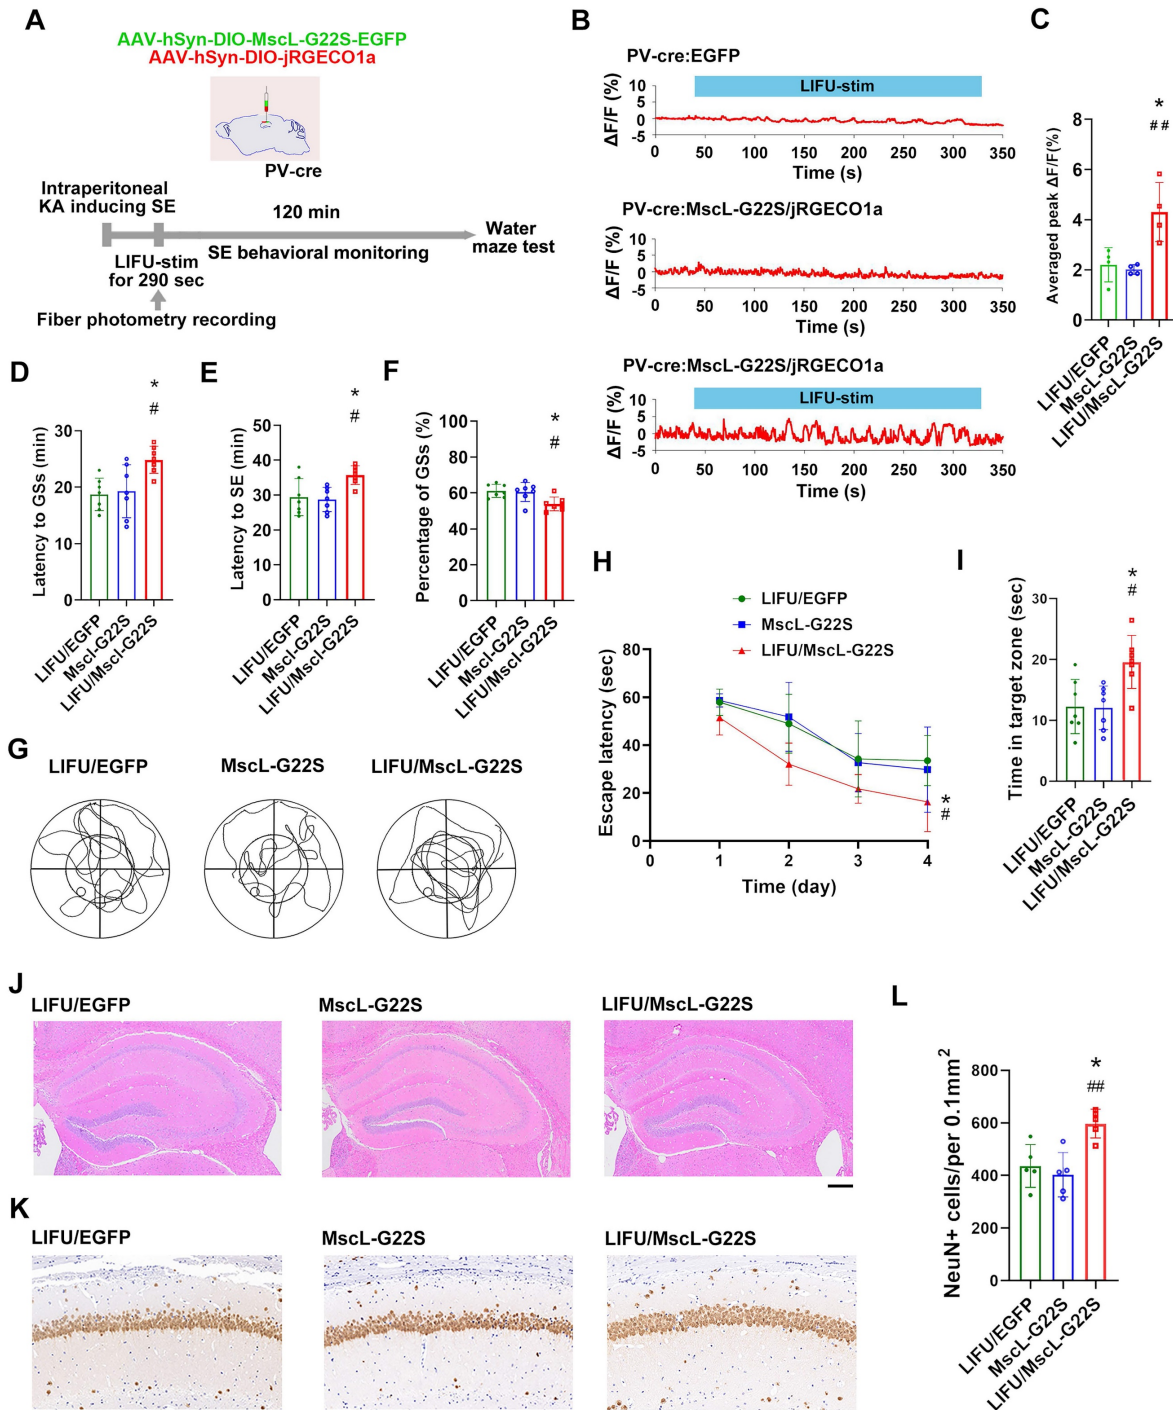 A
AAV-hSyn-DIO-MscL-G22S-EGFP
AAV-hSyn-DIO-jRGECO1a
PV-cre
Intraperitoneal
KA inducing SE
120 min
SE behavioral monitoring
Water
maze test
LIFU-stim
for 290 sec
Fiber photometry recording
B
PV-cre:EGFP
LIFU-stim
ΔF/F (%)
10
5
0
-5
0 50 100 150 200 250 300 350
Time (s)
PV-cre:MscL-G22S/jRGECO1a
ΔF/F (%)
10
5
0
-5
0 50 100 150 200 250 300 350
Time (s)
PV-cre:MscL-G22S/jRGECO1a
LIFU-stim
ΔF/F (%)
10
5
0
-5
0 50 100 150 200 250 300 350
Time (s)
C
*
##
Averaged peak ΔF/F(%)
8
6
4
2
0
LIFU/EGFP
MscL-G22S
LIFU/MscL-G22S
D
*
#
Latency to GSs (min)
30
20
10
0
LIFU/EGFP
Mscl-G22S
LIFU/Mscl-G22S
E
*
#
Latency to SE (min)
50
40
30
20
10
0
LIFU/EGFP
Mscl-G22S
LIFU/Mscl-G22S
F
*
#
Percentage of GSs (%)
100
80
60
40
20
0
LIFU/EGFP
MscL-G22S
LIFU/MscL-G22S
G
LIFU/EGFP
MscL-G22S
LIFU/MscL-G22S
H
LIFU/EGFP
MscL-G22S
LIFU/MscL-G22S
Escape latency (sec)
80
60
40
20
0
*
#
0 1 2 3 4
Time (day)
I
*
#
Time in target zone (sec)
30
20
10
0
LIFU/EGFP
MscL-G22S
LIFU/MscL-G22S
J
LIFU/EGFP
MscL-G22S
LIFU/MscL-G22S
K
LIFU/EGFP
MscL-G22S
LIFU/MscL-G22S
L
*
##
NeuN+ cells/per 0.1mm²
800
600
400
200
0
LIFU/EGFP
MscL-G22S
LIFU/MscL-G22S